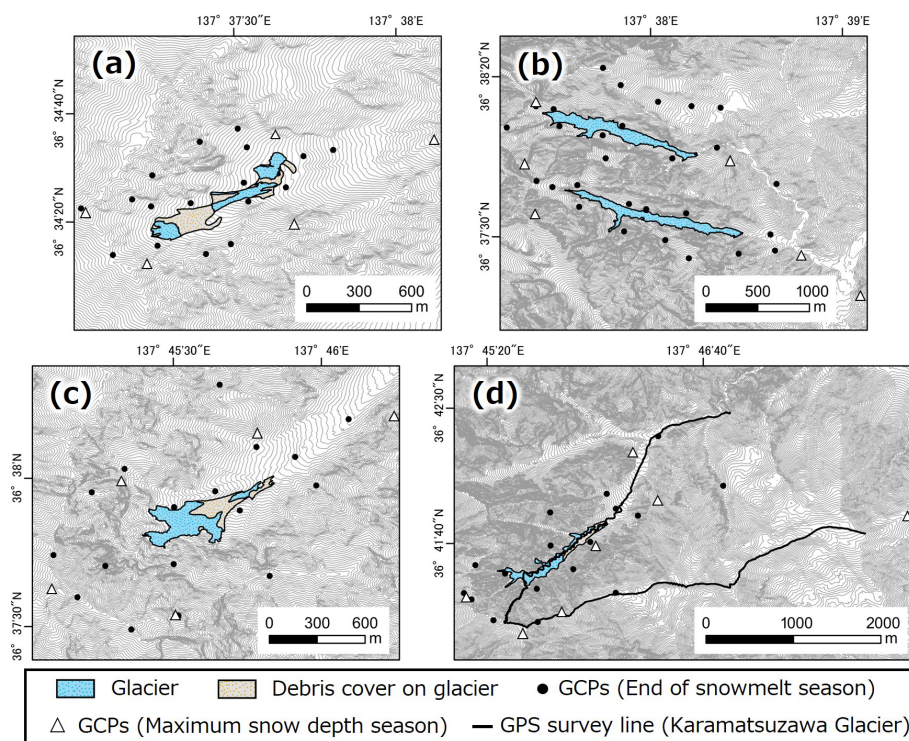 137° 37'30"E
137° 38'E
(a)
36° 34'40"N
36° 34'20"N
0 300 600
m
137° 38'E
137° 39'E
(b)
36° 38'20"N
36° 37'30"N
0 500 1000
m
137° 45'30"E
137° 46'E
(c)
36° 38'N
36° 37'30"N
0 300 600
m
137° 45'20"E
137° 46'40"E
(d)
36° 42'30"N
36° 41'40"N
0 1000 2000
m
Glacier
Debris cover on glacier
GCPs (End of snowmelt season)
GCPs (Maximum snow depth season)
GPS survey line (Karamatsuzawa Glacier)